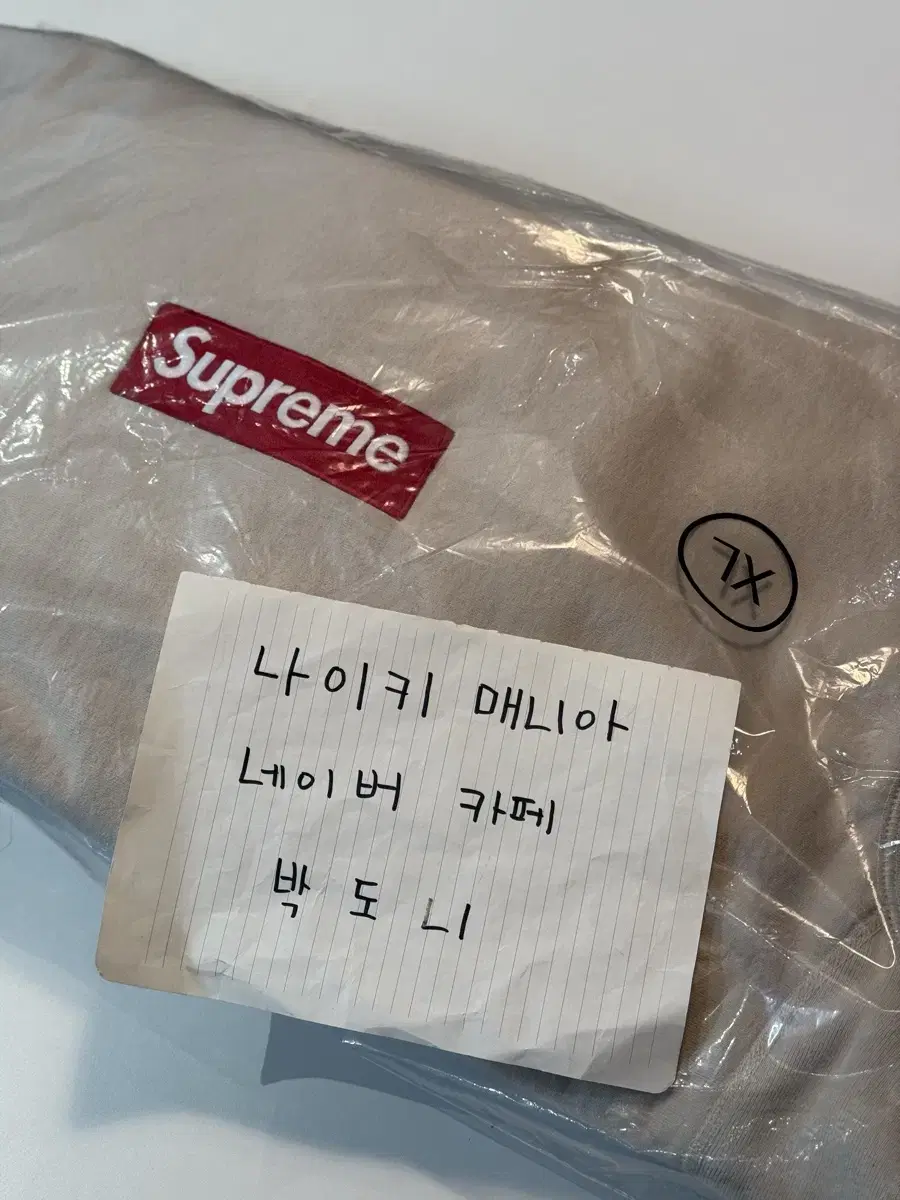 Supreme
XL
나이키 매니아
네이버 카페
박도니